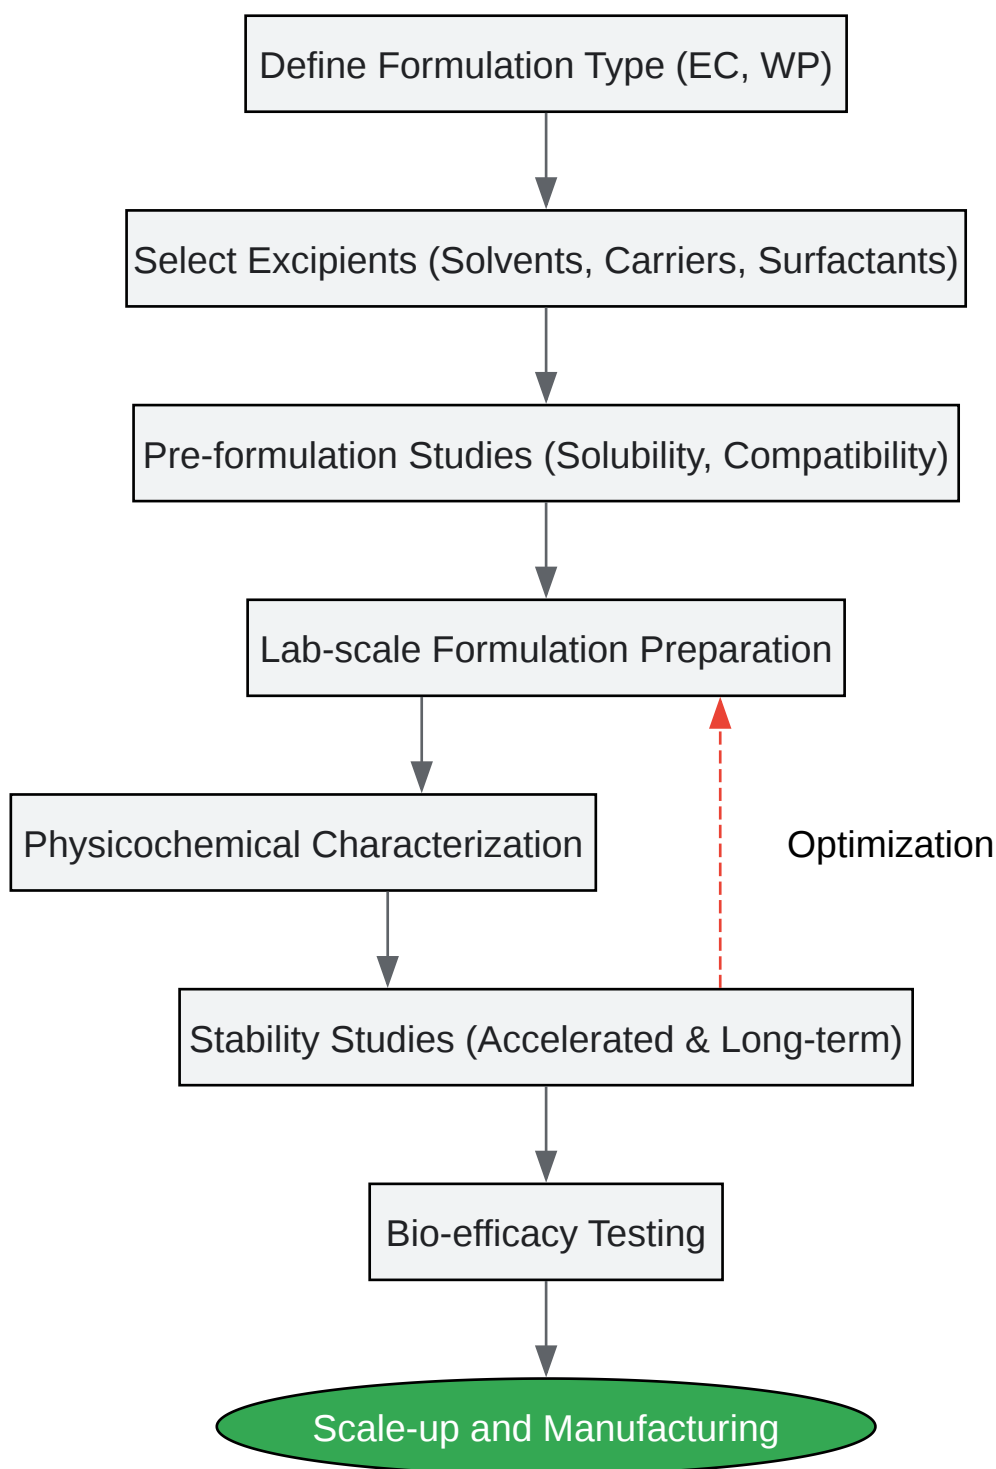 Define Formulation Type (EC, WP)
Select Excipients (Solvents, Carriers, Surfactants)
Pre-formulation Studies (Solubility, Compatibility)
Lab-scale Formulation Preparation
Physicochemical Characterization
Optimization
Stability Studies (Accelerated & Long-term)
Bio-efficacy Testing
Scale-up and Manufacturing